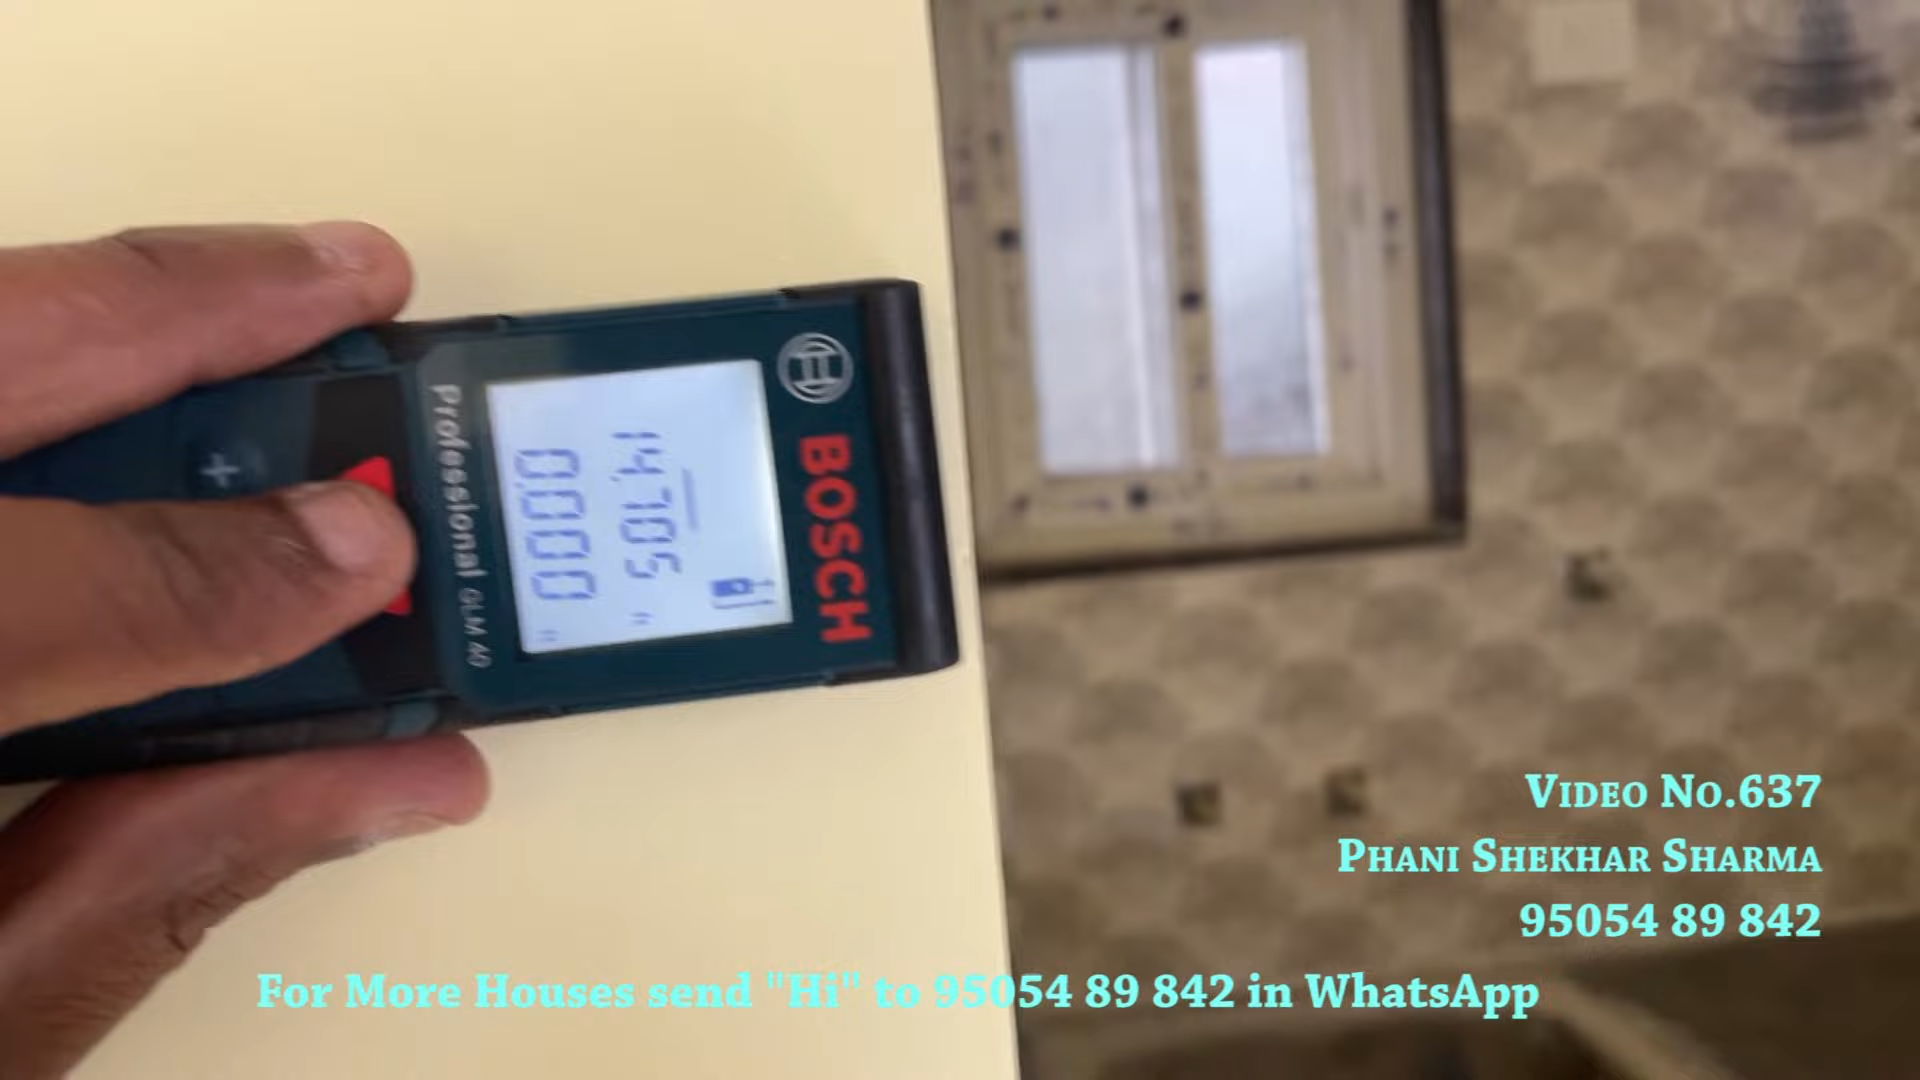 BOSCH
14.705"
0.000"
Professional GLM 40
+
Video No.637
Phani Shekhar Sharma
95054 89 842
For More Houses send "Hi" to 95054 89 842 in WhatsApp